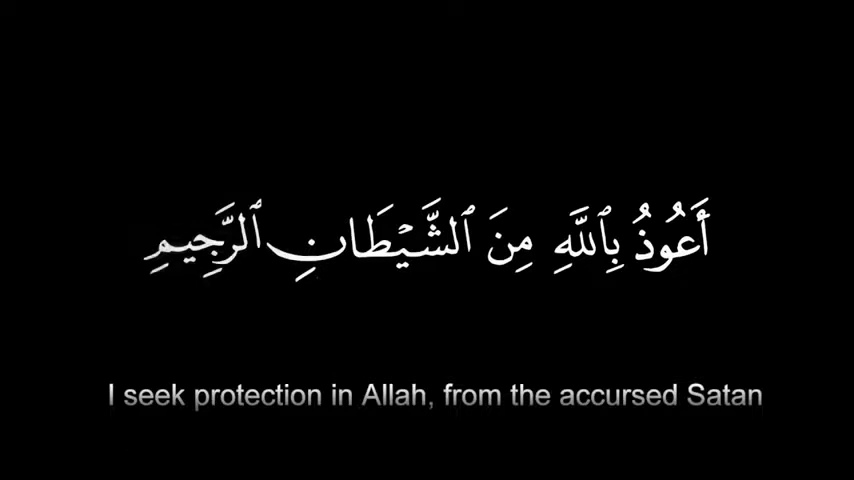 أَعُوذُ بِٱللَّهِ مِنَ ٱلشَّيْطَانِ ٱلرَّجِيمِ
I seek protection in Allah, from the accursed Satan